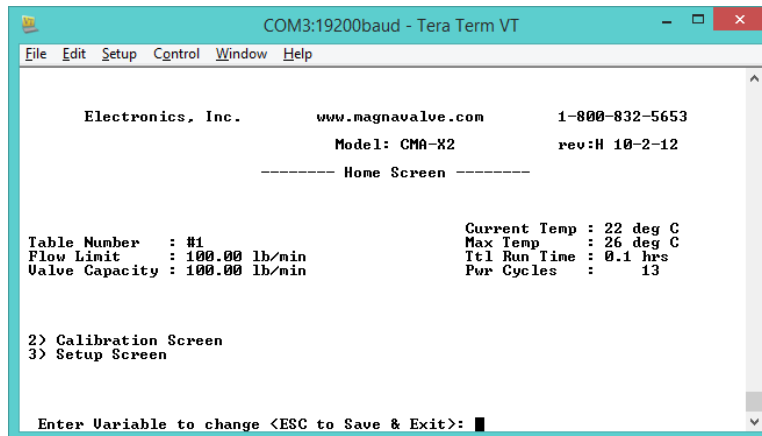 COM3:19200baud - Tera Term VT
File Edit Setup Control Window Help
Electronics, Inc. www.magnavalve.com 1-800-832-5653
Model: CMA-X2 rev:H 10-2-12
-------- Home Screen --------
Current Temp : 22 deg C
Table Number : #1 Max Temp : 26 deg C
Flow Limit : 100.00 lb/min Ttl Run Time : 0.1 hrs
Valve Capacity : 100.00 lb/min Pwr Cycles : 13
2) Calibration Screen
3) Setup Screen
Enter Variable to change <ESC to Save & Exit>: